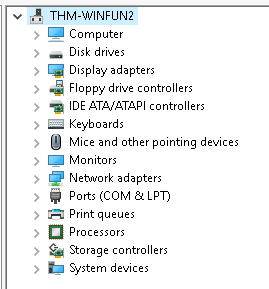 THM-WINFUN2
Computer
Disk drives
Display adapters
Floppy drive controllers
IDE ATA/ATAPI controllers
Keyboards
Mice and other pointing devices
Monitors
Network adapters
Ports (COM & LPT)
Print queues
Processors
Storage controllers
System devices